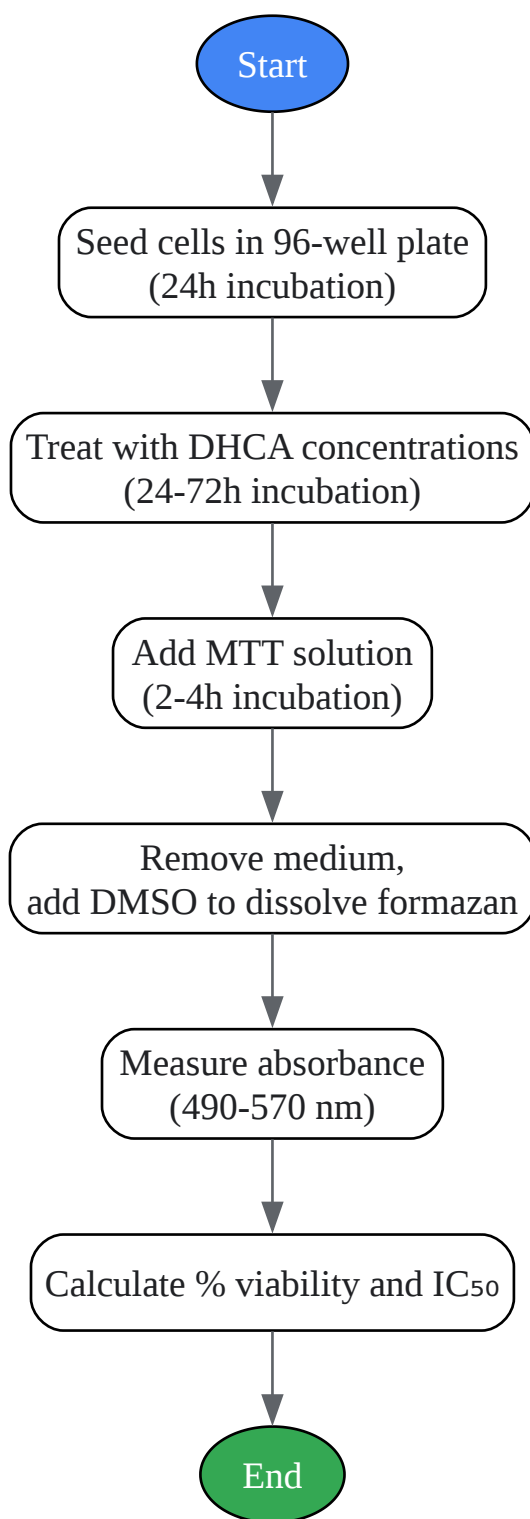 Start
Seed cells in 96-well plate
(24h incubation)
Treat with DHCA concentrations
(24-72h incubation)
Add MTT solution
(2-4h incubation)
Remove medium,
add DMSO to dissolve formazan
Measure absorbance
(490-570 nm)
Calculate % viability and IC₅₀
End